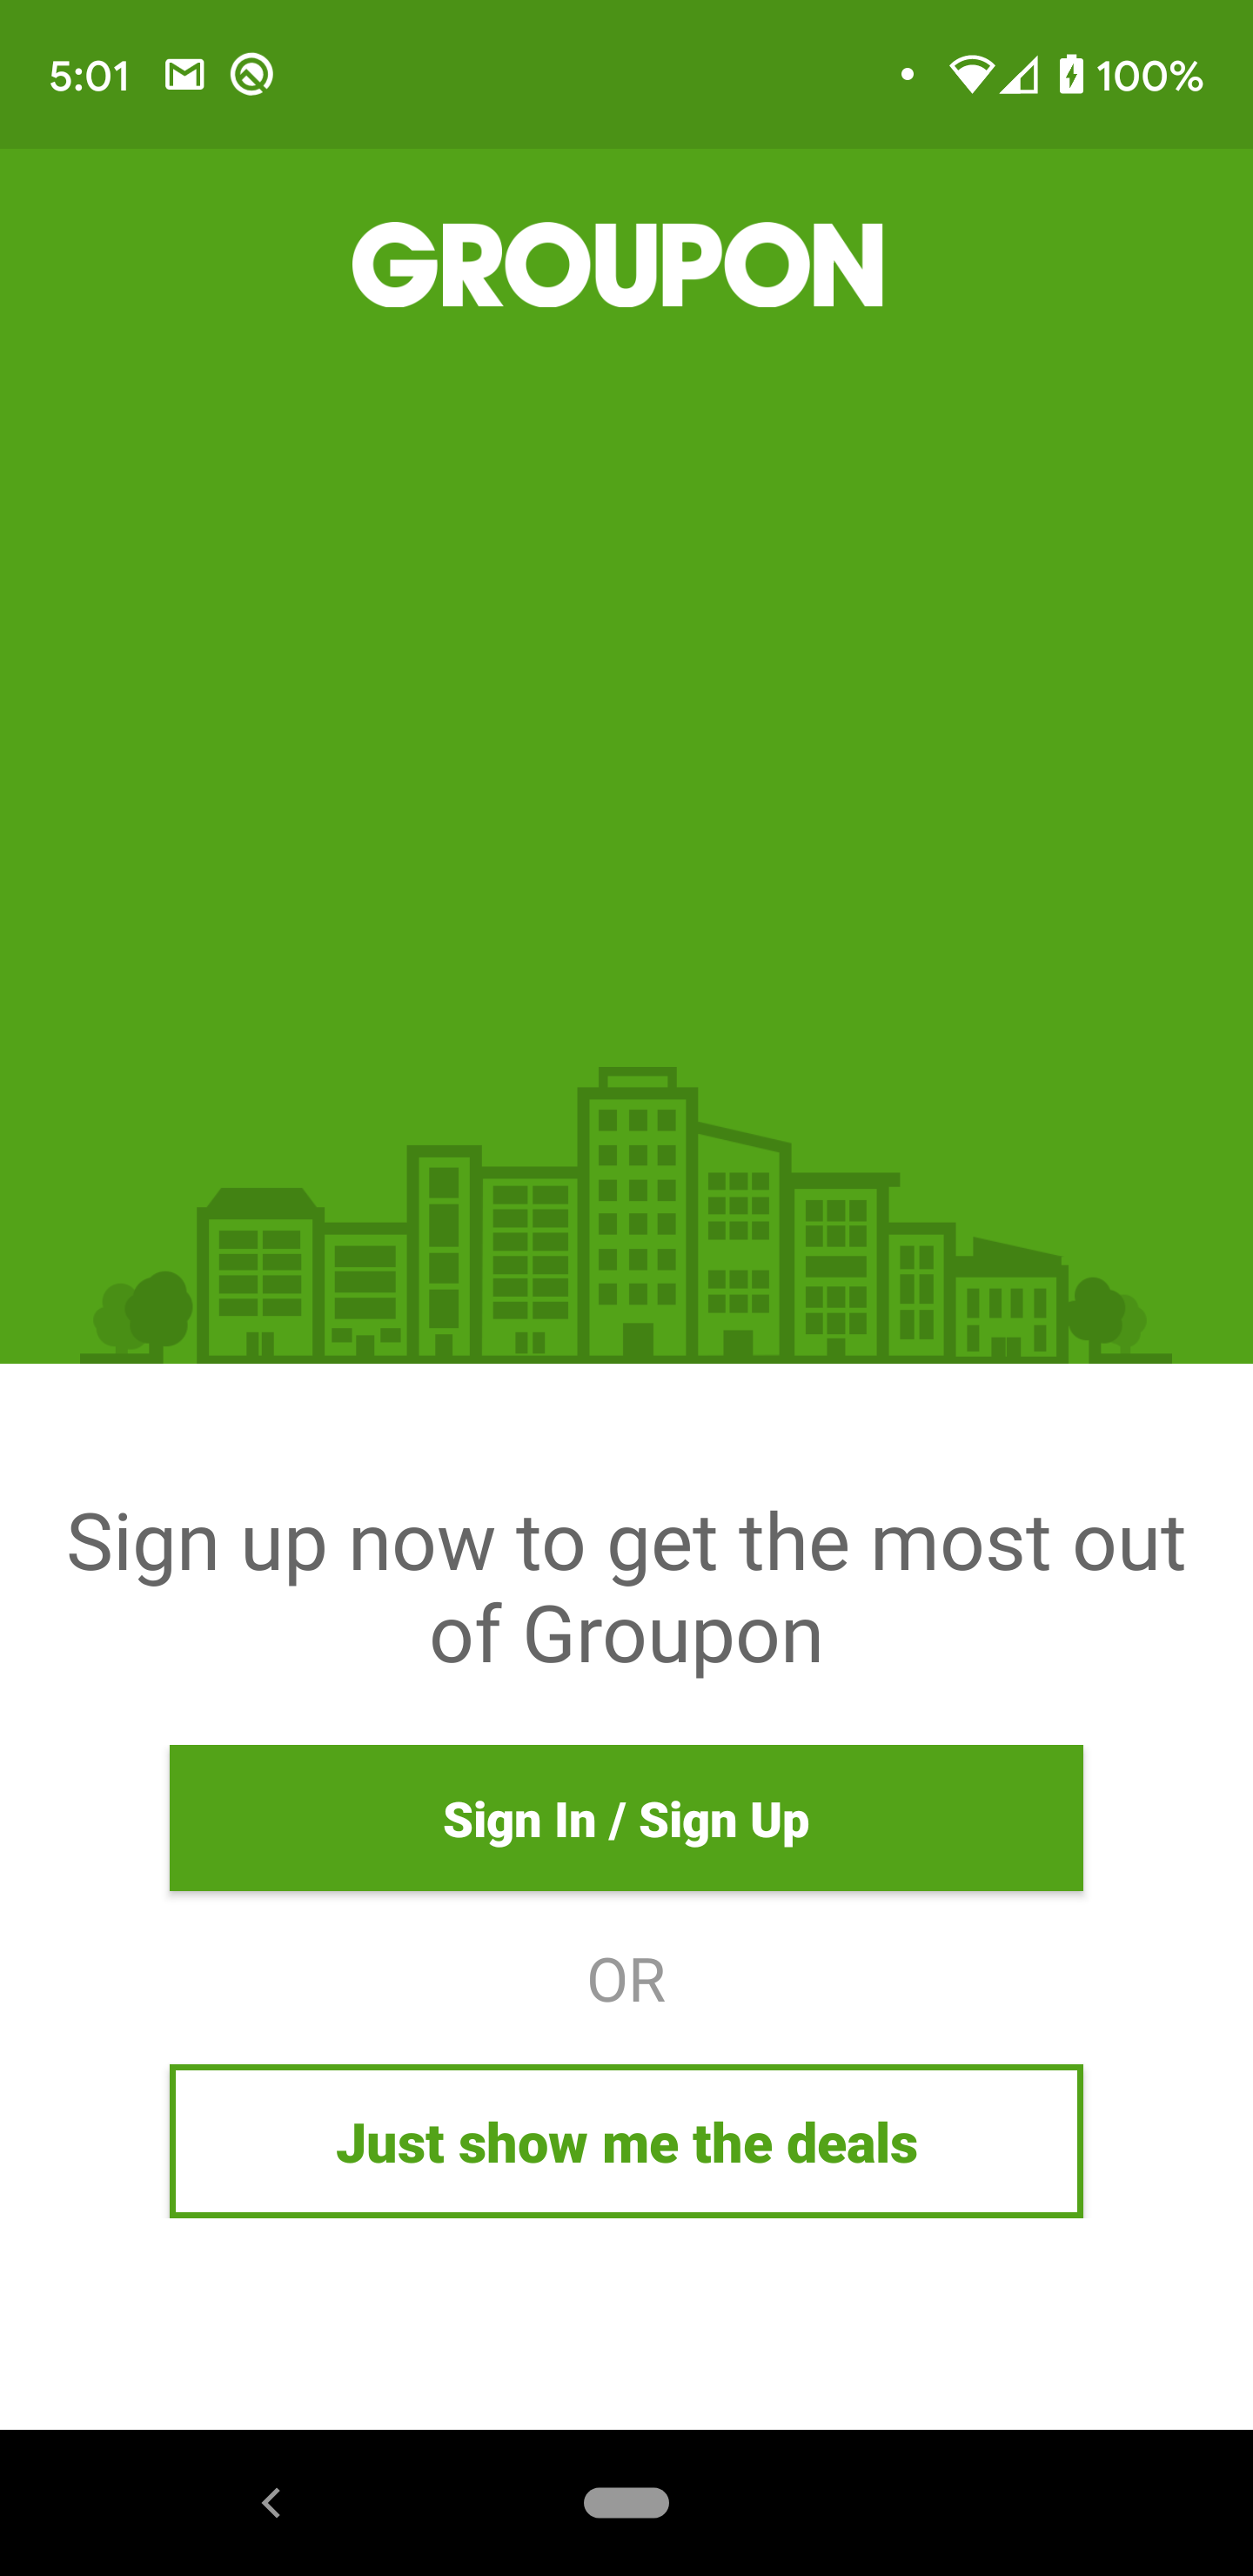 5:01
100%
GROUPON
Sign up now to get the most out
of Groupon
Sign In / Sign Up
OR
Just show me the deals